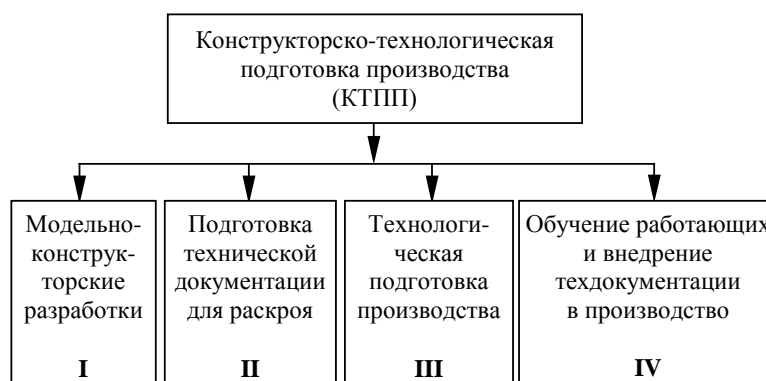 Конструкторско-технологическая
подготовка производства
(КТПП)
Модельно-
конструк-
торские
разработки
I
Подготовка
технической
документации
для раскроя
II
Технологи-
ческая
подготовка
производства
III
Обучение работающих
и внедрение
техдокументации
в производство
IV